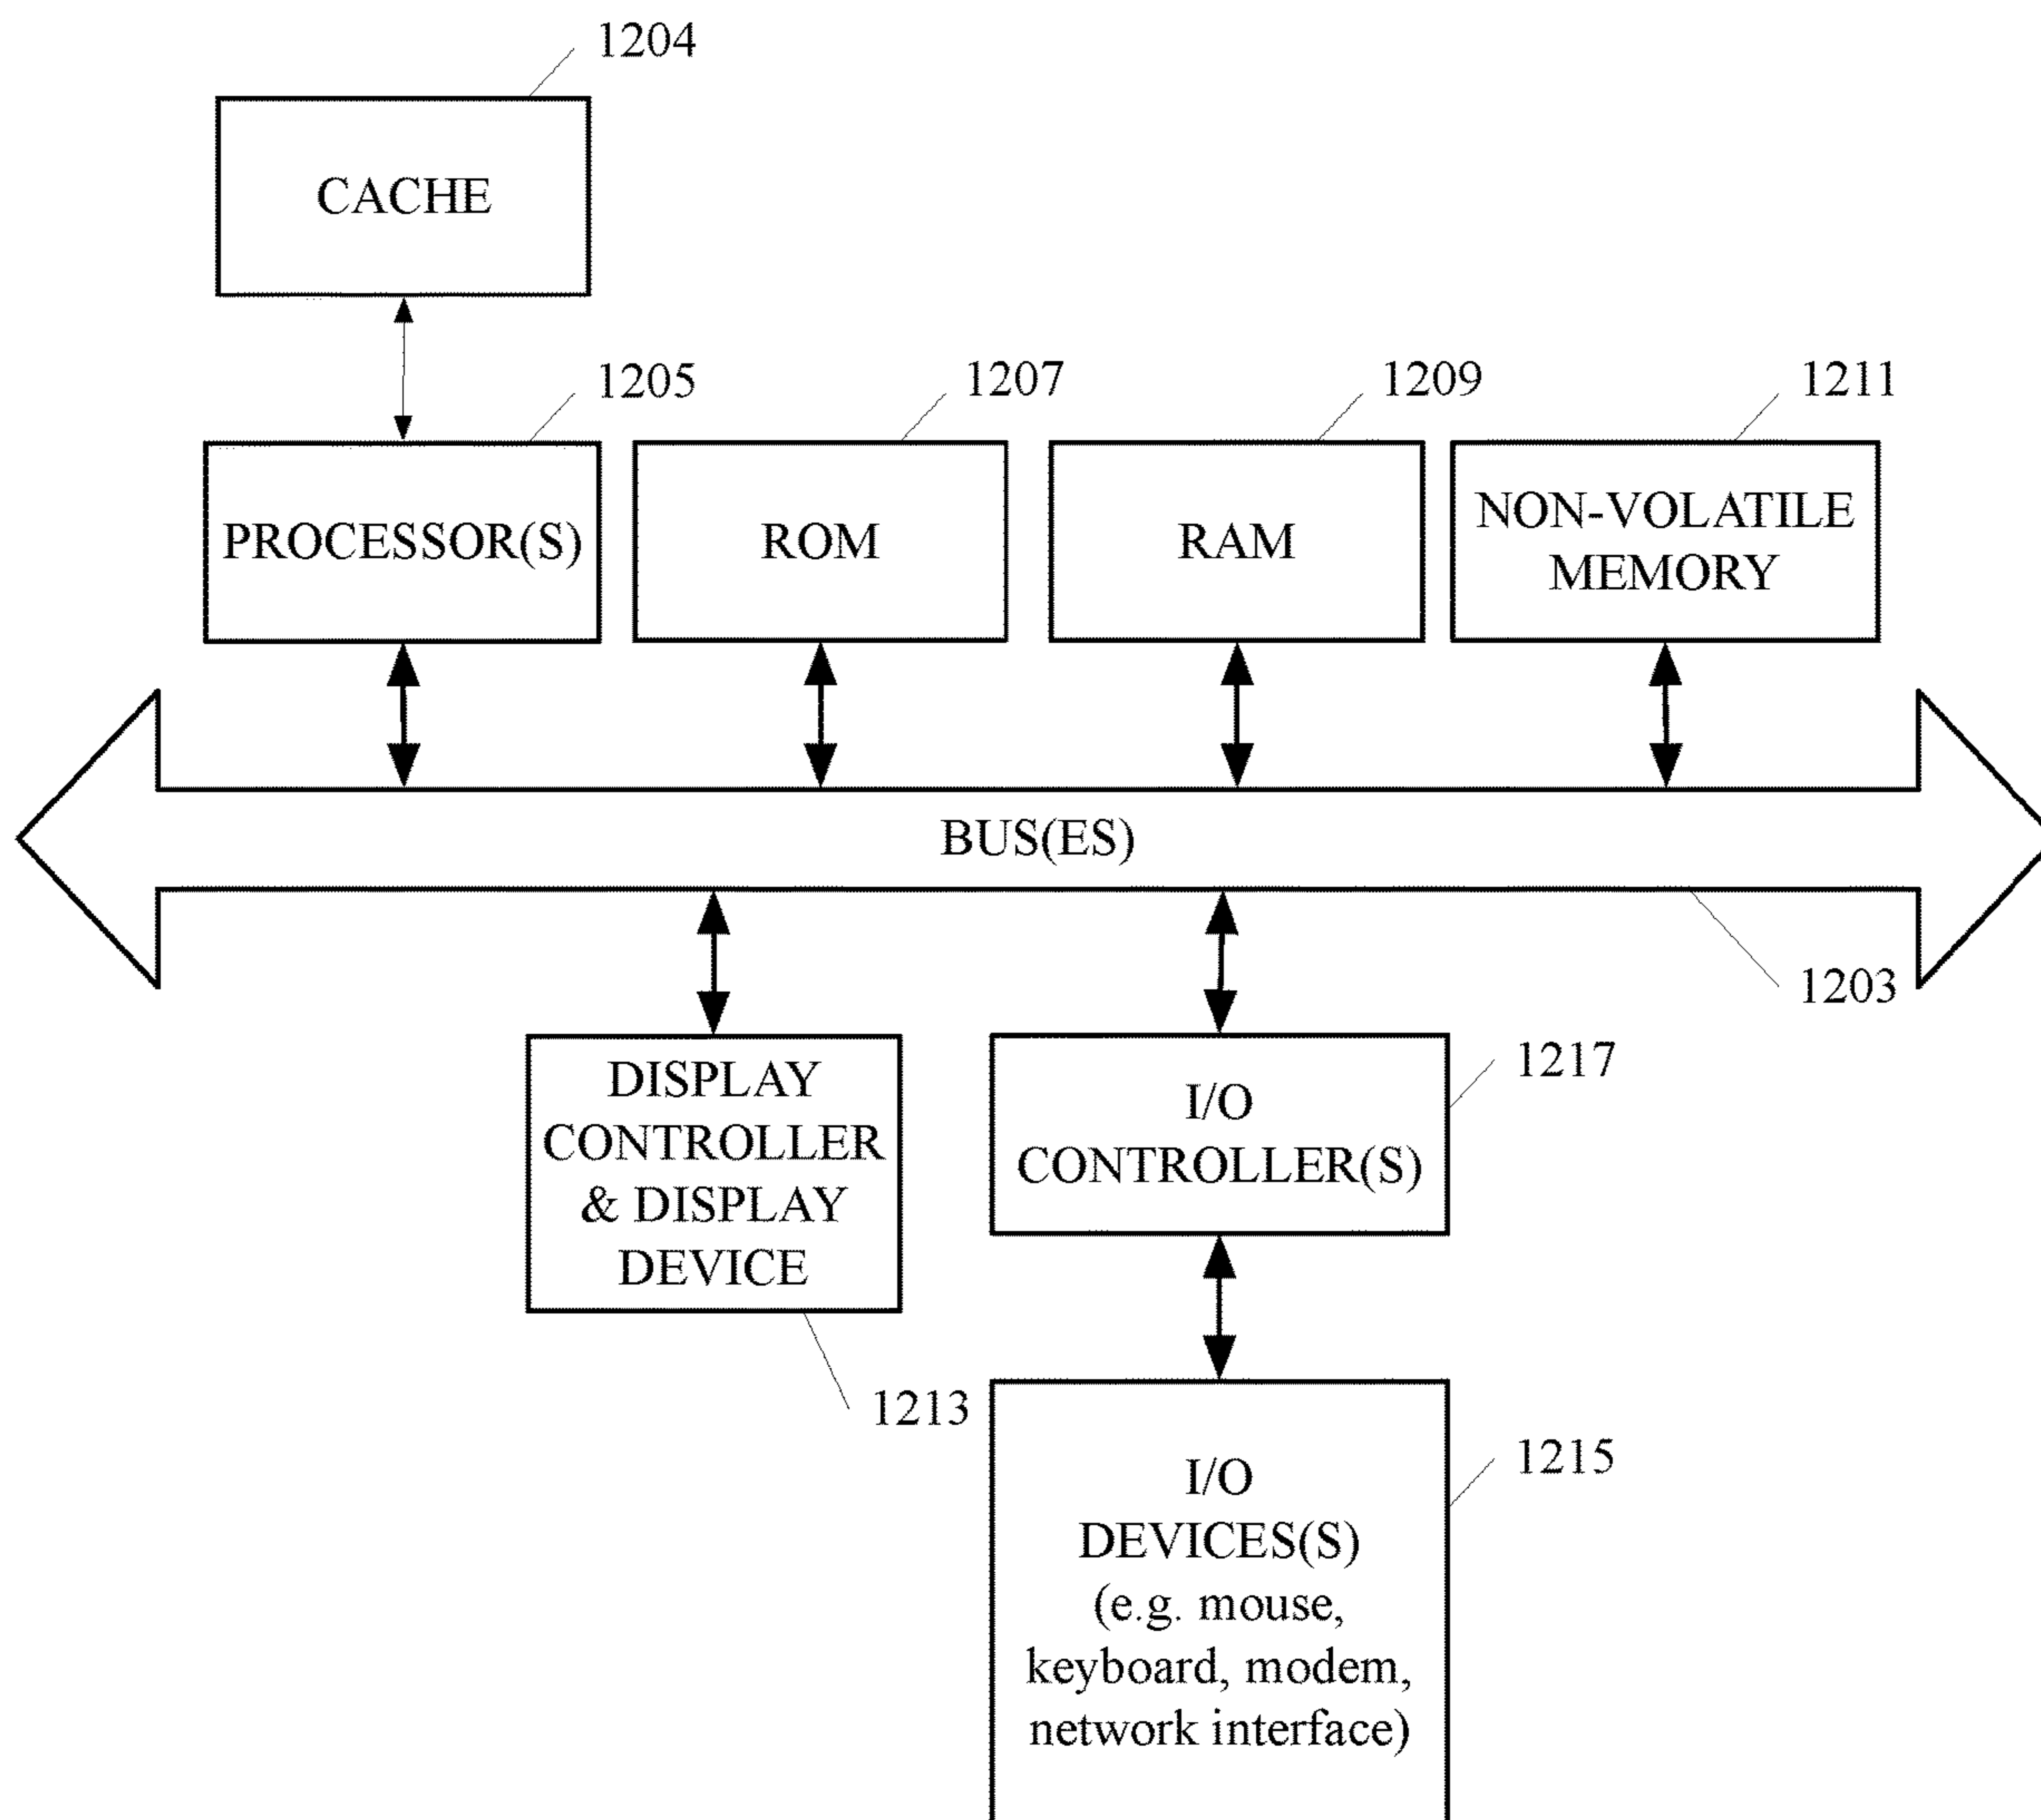 1204
CACHE
1205
1207
1209
1211
PROCESSOR(S)
ROM
RAM
NON-VOLATILE
MEMORY
BUS(ES)
1203
DISPLAY
CONTROLLER
& DISPLAY
DEVICE
1213
I/O
CONTROLLER(S)
1217
I/O
DEVICES(S)
(e.g. mouse,
keyboard, modem,
network interface)
1215